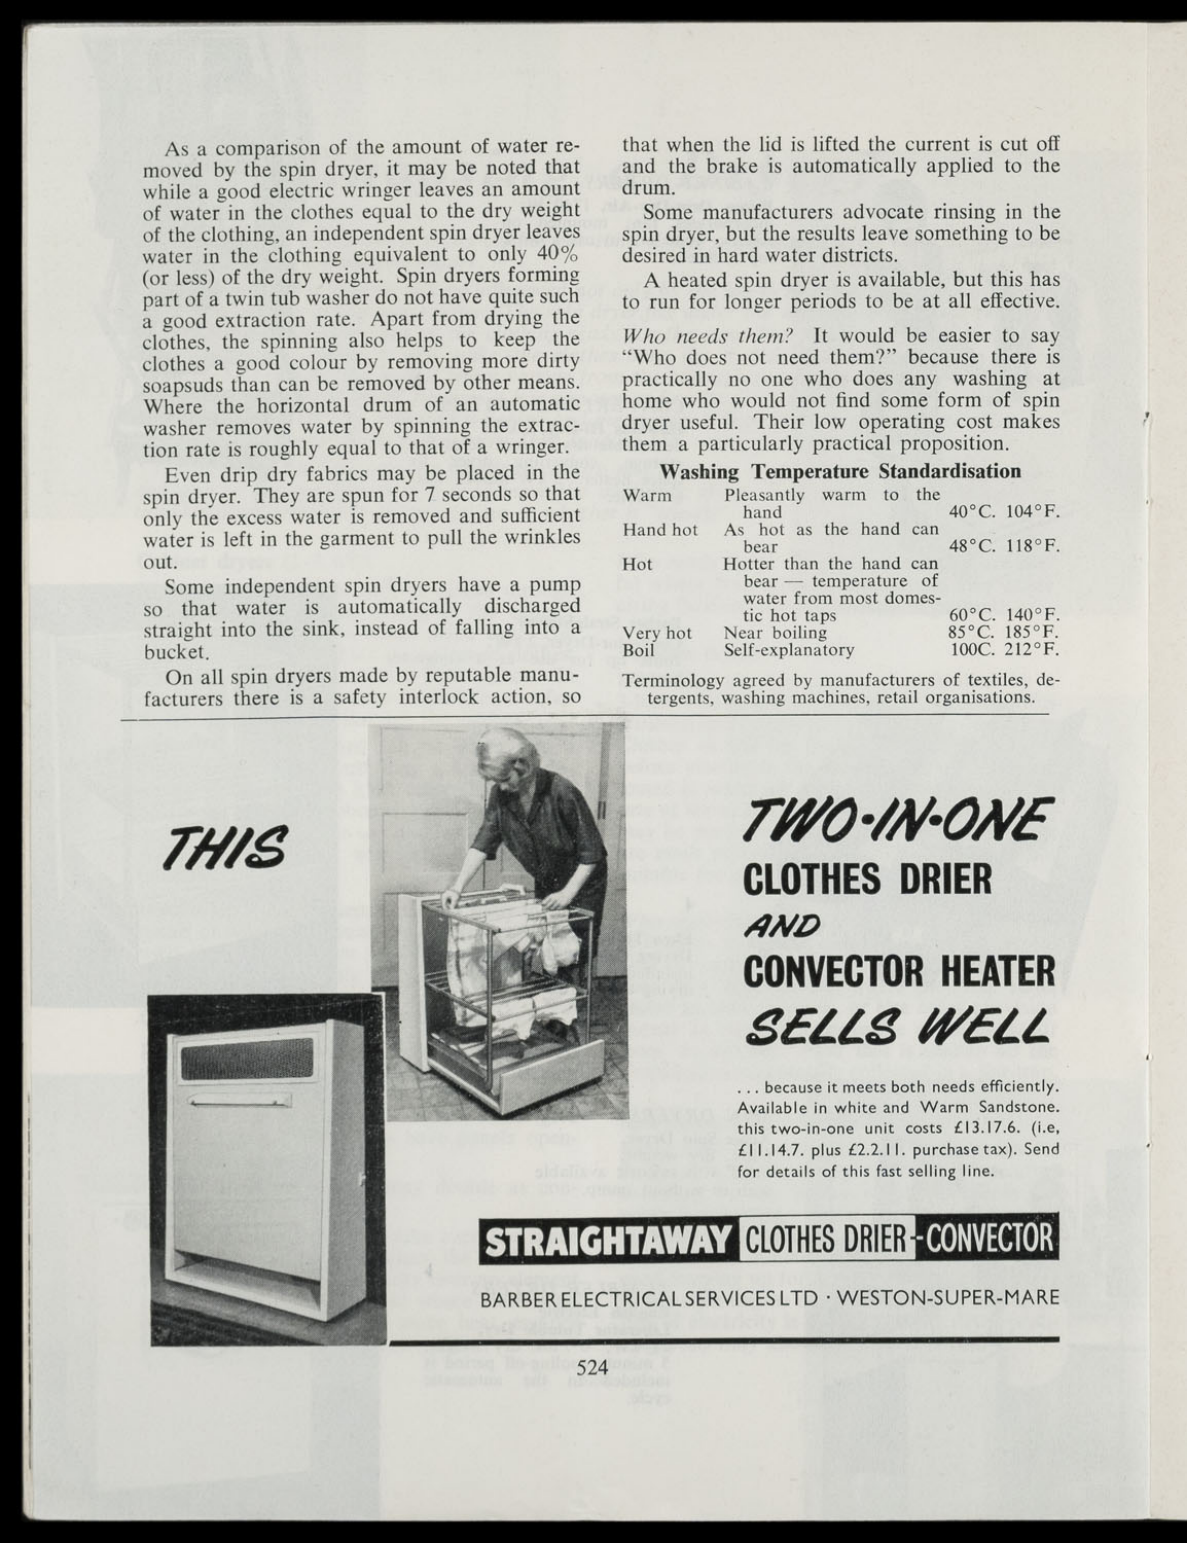 As a comparison of the amount of water re-
moved by the spin dryer, it may be noted that
while a good electric wringer leaves an amount
of water in the clothes equal to the dry weight
of the clothing, an independent spin dryer leaves
water in the clothing equivalent to only 40%
(or less) of the dry weight. Spin dryers forming
part of a twin tub washer do not have quite such
a good extraction rate. Apart from drying the
clothes, the spinning also helps to keep the
clothes a good colour by removing more dirty
soapsuds than can be removed by other means.
Where the horizontal drum of an automatic
washer removes water by spinning the extrac-
tion rate is roughly equal to that of a wringer.
Even drip dry fabrics may be placed in the
spin dryer. They are spun for 7 seconds so that
only the excess water is removed and sufficient
water is left in the garment to pull the wrinkles
out.
Some independent spin dryers have a pump
so that water is automatically discharged
straight into the sink, instead of falling into a
bucket.
On all spin dryers made by reputable manu-
facturers there is a safety interlock action, so
that when the lid is lifted the current is cut off
and the brake is automatically applied to the
drum.
Some manufacturers advocate rinsing in the
spin dryer, but the results leave something to be
desired in hard water districts.
A heated spin dryer is available, but this has
to run for longer periods to be at all effective.
Who needs them? It would be easier to say
“Who does not need them?” because there is
practically no one who does any washing at
home who would not find some form of spin
dryer useful. Their low operating cost makes
them a particularly practical proposition.
Washing Temperature Standardisation
Warm Pleasantly warm to the
hand 40°C. 104°F.
Hand hot As hot as the hand can
bear 48°C. 118°F.
Hot Hotter than the hand can
bear — temperature of
water from most domes-
tic hot taps 60°C. 140°F.
Very hot Near boiling 85°C. 185°F.
Boil Self-explanatory 100C. 212°F.
Terminology agreed by manufacturers of textiles, de-
tergents, washing machines, retail organisations.
THIS
TWO·IN·ONE
CLOTHES DRIER
AND
CONVECTOR HEATER
SELLS WELL
... because it meets both needs efficiently.
Available in white and Warm Sandstone.
this two-in-one unit costs £13.17.6. (i.e,
£11.14.7. plus £2.2.11. purchase tax). Send
for details of this fast selling line.
STRAIGHTAWAY CLOTHES DRIER-CONVECTOR
BARBER ELECTRICAL SERVICES LTD · WESTON-SUPER-MARE
524